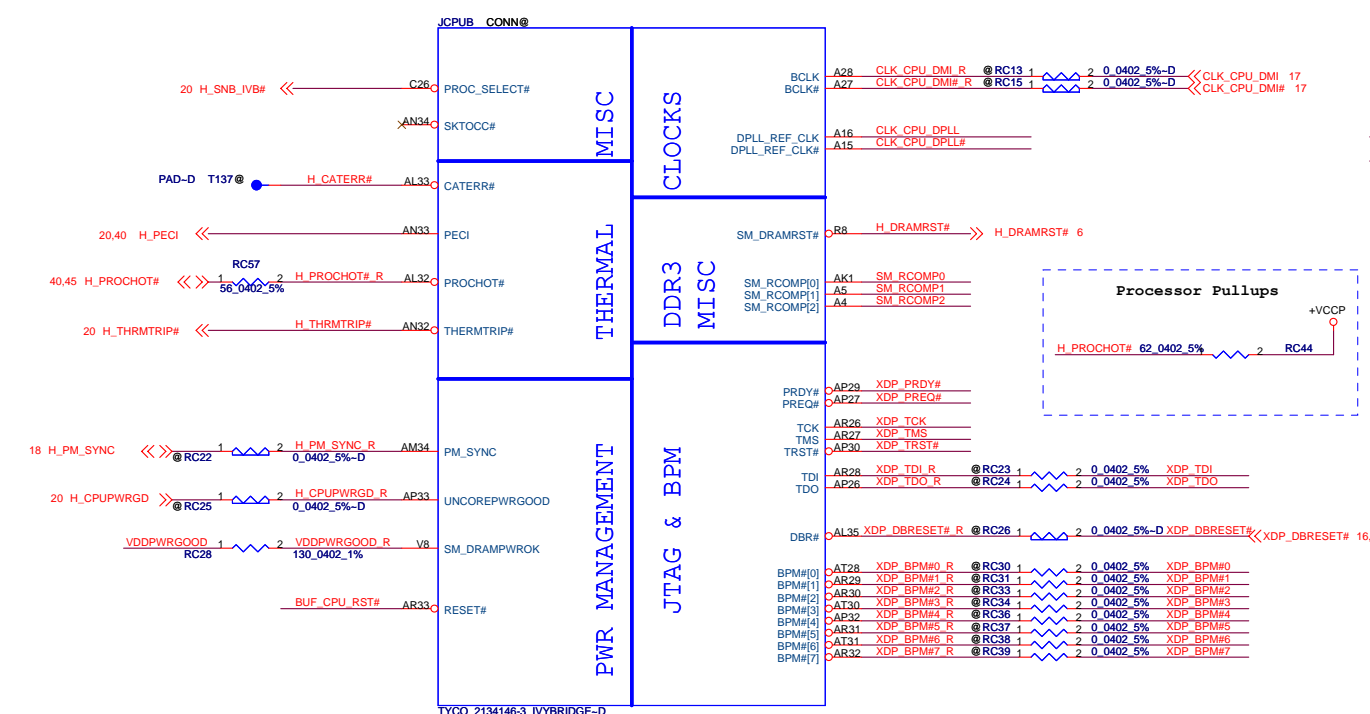 JCPUB CONN@
20 H_SNB_IVB# C26 PROC_SELECT#
AN34 SKTOCC#
MISC
PAD~D T137@ H_CATERR# AL33 CATERR#
20,40 H_PECI AN33 PECI
RC57
40,45 H_PROCHOT# 1 2 H_PROCHOT#_R AL32 PROCHOT#
56_0402_5%
20 H_THRMTRIP# H_THRMTRIP# AN32 THERMTRIP#
THERMAL
18 H_PM_SYNC 1 2 H_PM_SYNC_R AM34 PM_SYNC
@RC22 0_0402_5%~D
20 H_CPUPWRGD 1 2 H_CPUPWRGD_R AP33 UNCOREPWRGOOD
@RC25 0_0402_5%~D
VDDPWRGOOD 1 2 VDDPWRGOOD_R V8 SM_DRAMPWROK
RC28 130_0402_1%
BUF_CPU_RST# AR33 RESET#
PWR MANAGEMENT
CLOCKS
BCLK A28 CLK_CPU_DMI_R @RC13 1 2 0_0402_5%~D CLK_CPU_DMI 17
BCLK# A27 CLK_CPU_DMI#_R @RC15 1 2 0_0402_5%~D CLK_CPU_DMI# 17
DPLL_REF_CLK A16 CLK_CPU_DPLL
DPLL_REF_CLK# A15 CLK_CPU_DPLL#
DDR3
MISC
SM_DRAMRST# R8 H_DRAMRST# H_DRAMRST# 6
SM_RCOMP[0] AK1 SM_RCOMP0
SM_RCOMP[1] A5 SM_RCOMP1
SM_RCOMP[2] A4 SM_RCOMP2
JTAG & BPM
PRDY# AP29 XDP_PRDY#
PREQ# AP27 XDP_PREQ#
TCK AR26 XDP_TCK
TMS AR27 XDP_TMS
TRST# AP30 XDP_TRST#
TDI AR28 XDP_TDI_R @RC23 1 2 0_0402_5% XDP_TDI
TDO AP26 XDP_TDO_R @RC24 1 2 0_0402_5% XDP_TDO
DBR# AL35 XDP_DBRESET#_R @RC26 1 2 0_0402_5%~D XDP_DBRESET# XDP_DBRESET# 16,
BPM#[0] AT28 XDP_BPM#0_R @RC30 1 2 0_0402_5% XDP_BPM#0
BPM#[1] AR29 XDP_BPM#1_R @RC31 1 2 0_0402_5% XDP_BPM#1
BPM#[2] AR30 XDP_BPM#2_R @RC33 1 2 0_0402_5% XDP_BPM#2
BPM#[3] AT30 XDP_BPM#3_R @RC34 1 2 0_0402_5% XDP_BPM#3
BPM#[4] AP32 XDP_BPM#4_R @RC36 1 2 0_0402_5% XDP_BPM#4
BPM#[5] AR31 XDP_BPM#5_R @RC37 1 2 0_0402_5% XDP_BPM#5
BPM#[6] AT31 XDP_BPM#6_R @RC38 1 2 0_0402_5% XDP_BPM#6
BPM#[7] AR32 XDP_BPM#7_R @RC39 1 2 0_0402_5% XDP_BPM#7
Processor Pullups
+VCCP
H_PROCHOT# 62_0402_5% 1 2 RC44
TYCO_2134146-3_IVYBRIDGE~D